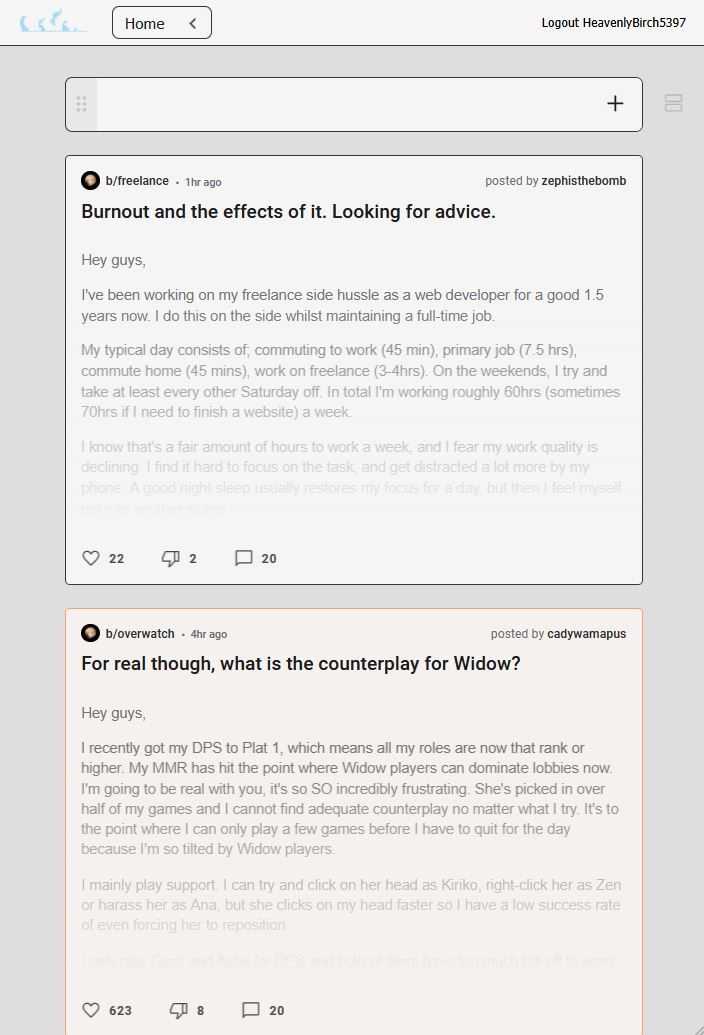 Home
Logout HeavenlyBirch5397
b/freelance • 1hr ago
posted by zephisthebomb
Burnout and the effects of it. Looking for advice.
Hey guys,
I've been working on my freelance side hussle as a web developer for a good 1.5
years now. I do this on the side whilst maintaining a full-time job.
My typical day consists of; commuting to work (45 min), primary job (7.5 hrs),
commute home (45 mins), work on freelance (3-4hrs). On the weekends, I try and
take at least every other Saturday off. In total I'm working roughly 60hrs (sometimes
70hrs if I need to finish a website) a week.
I know that's a fair amount of hours to work a week, and I fear my work quality is
declining. I find it hard to focus on the task, and get distracted a lot more by my
phone. A good night sleep usually restores my focus for a day, but then I feel myself
get into another slump.
22
2
20
b/overwatch • 4hr ago
posted by cadywamapus
For real though, what is the counterplay for Widow?
Hey guys,
I recently got my DPS to Plat 1, which means all my roles are now that rank or
higher. My MMR has hit the point where Widow players can dominate lobbies now.
I'm going to be real with you, it's so SO incredibly frustrating. She's picked in over
half of my games and I cannot find adequate counterplay no matter what I try. It's to
the point where I can only play a few games before I have to quit for the day
because I'm so tilted by Widow players.
I mainly play support. I can try and click on her head as Kiriko, right-click her as Zen
or harass her as Ana, but she clicks on my head faster so I have a low success rate
of even forcing her to reposition.
I only play Cass and Ashe for DPS and both of them have too much fall-off to scare
623
8
20